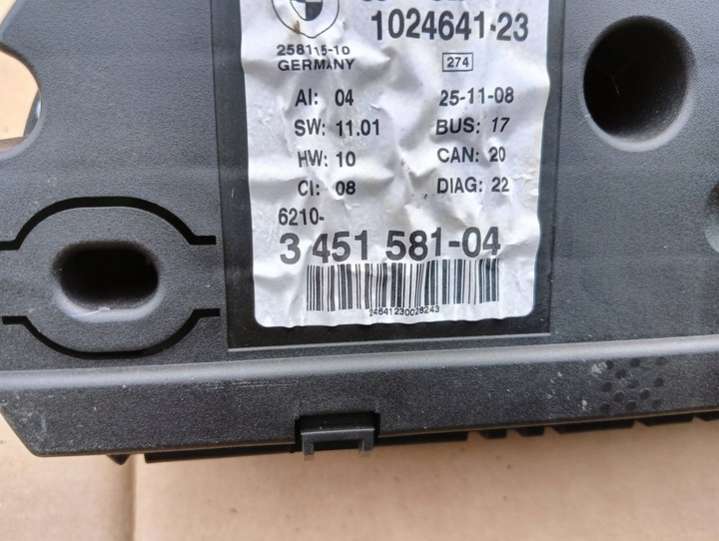 1024641-23
258115-10
GERMANY
274
AI: 04 25-11-08
SW: 11.01 BUS: 17
HW: 10 CAN: 20
CI: 08 DIAG: 22
6210-
3 451 581-04
24641230028243